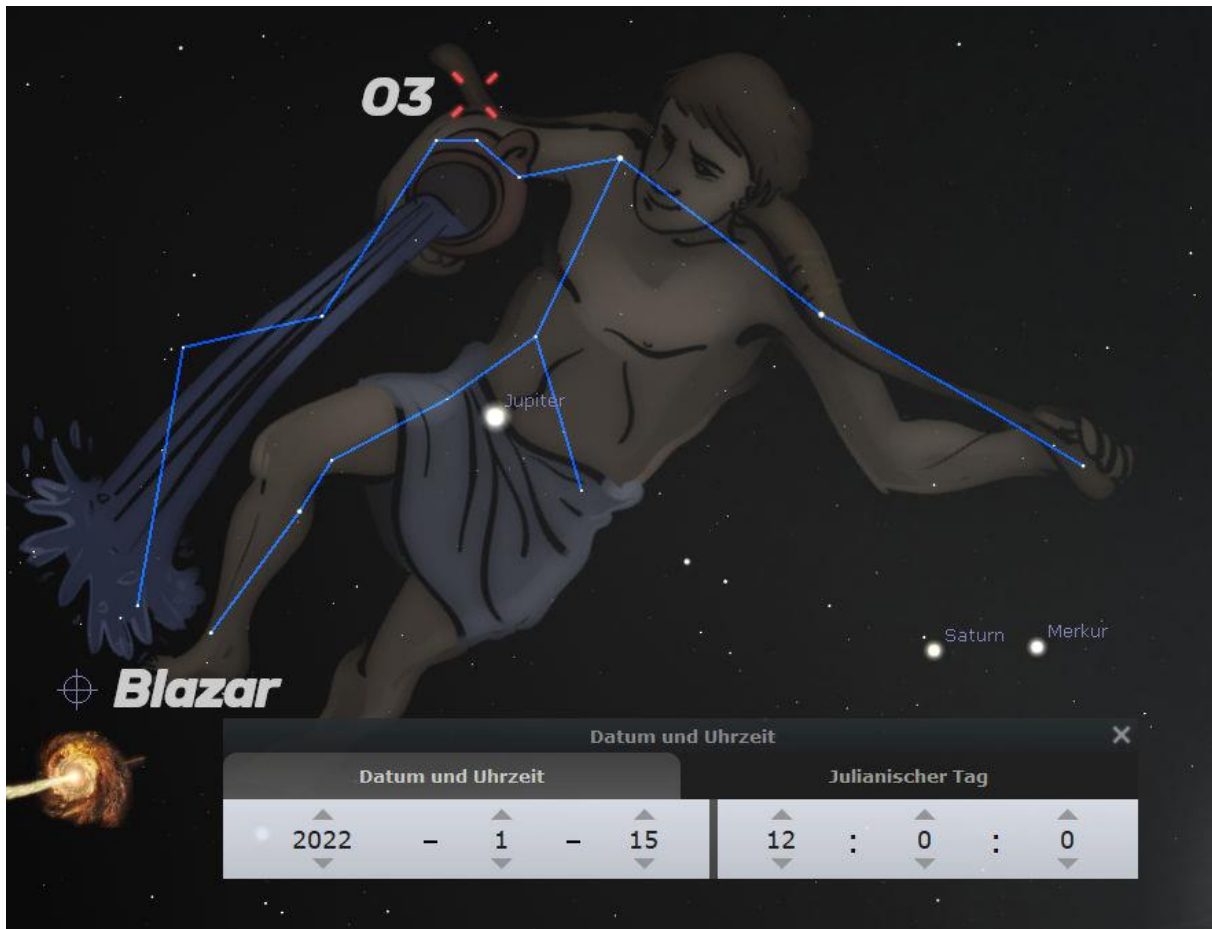 03
Jupiter
Saturn
Merkur
Blazar
Datum und Uhrzeit
Datum und Uhrzeit Julianischer Tag
2022 – 1 – 15 12 : 0 : 0